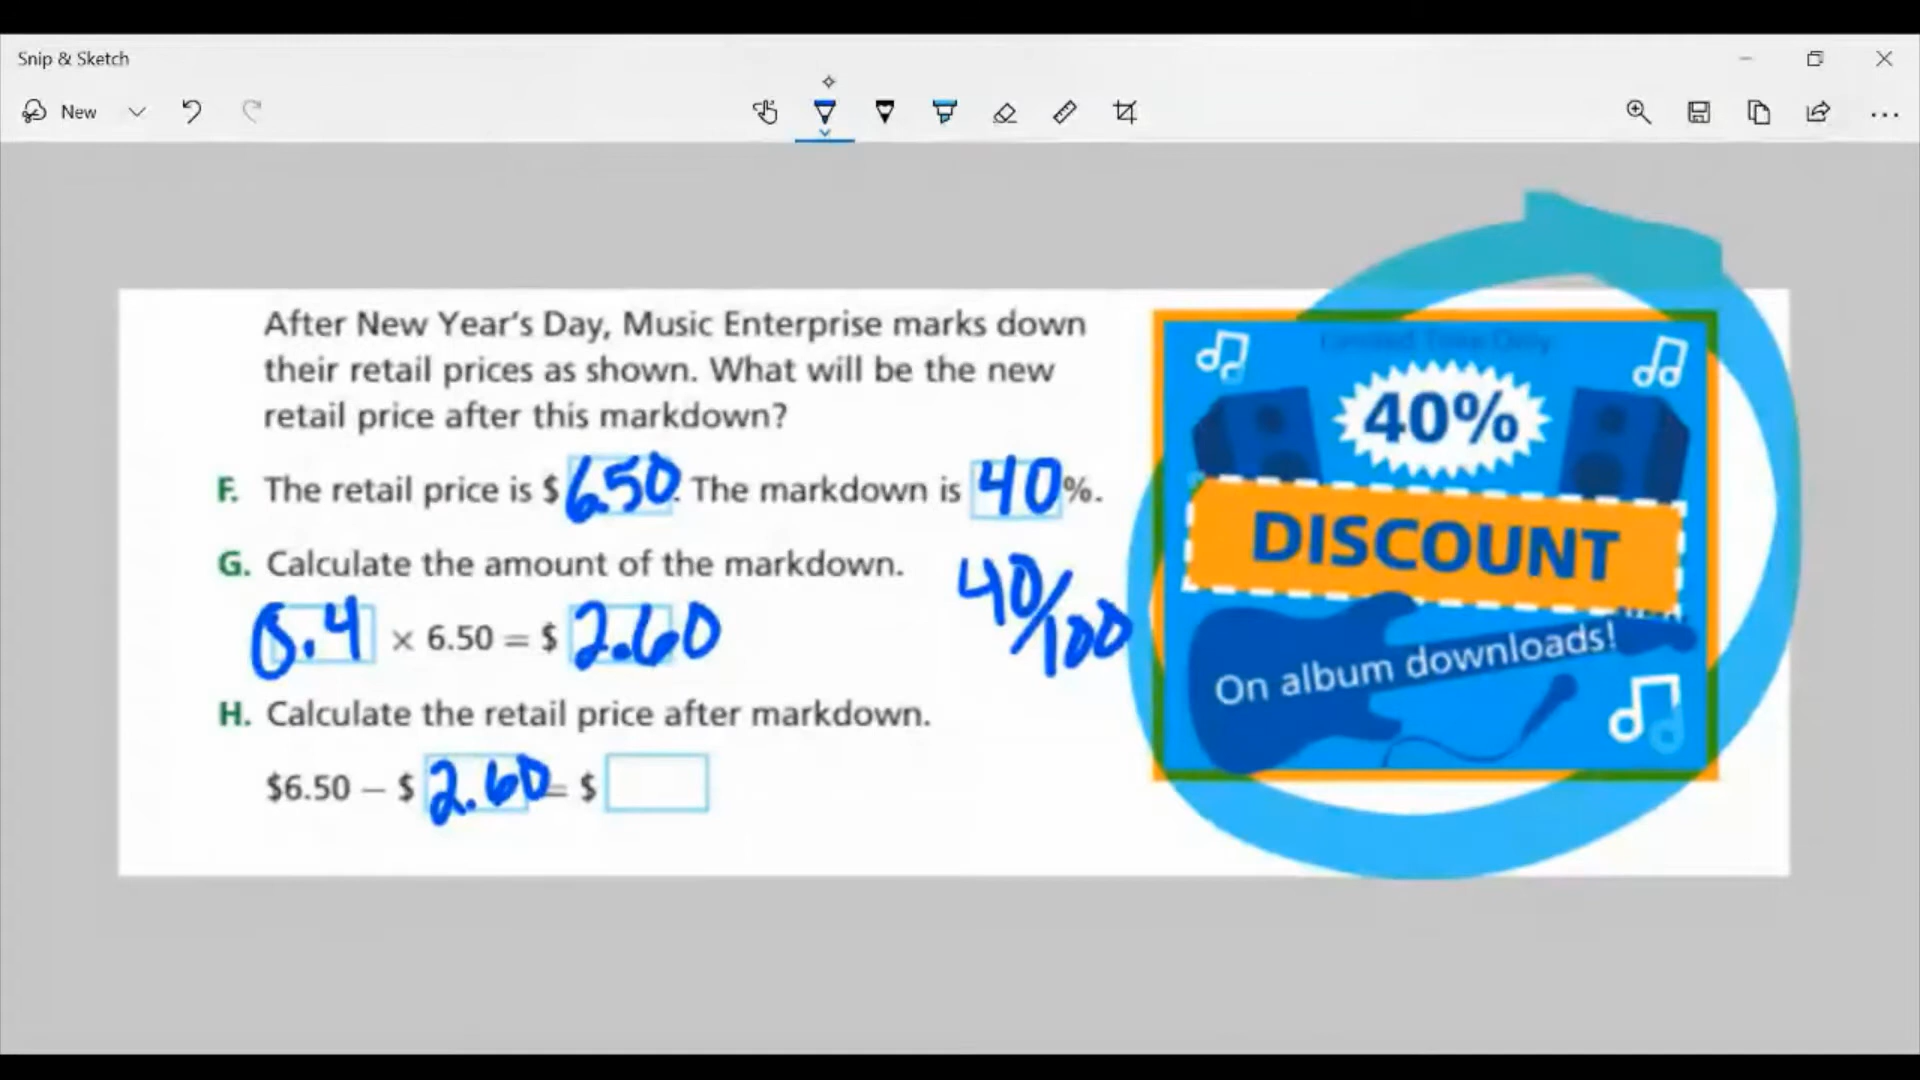 Snip & Sketch
New
After New Year's Day, Music Enterprise marks down
their retail prices as shown. What will be the new
retail price after this markdown?
F. The retail price is $ 6.50. The markdown is 40 %.
G. Calculate the amount of the markdown.
40/100
0.4 × 6.50 = $ 2.60
H. Calculate the retail price after markdown.
$6.50 – $ 2.60 = $
Limited Time Only
40%
DISCOUNT
On album downloads!